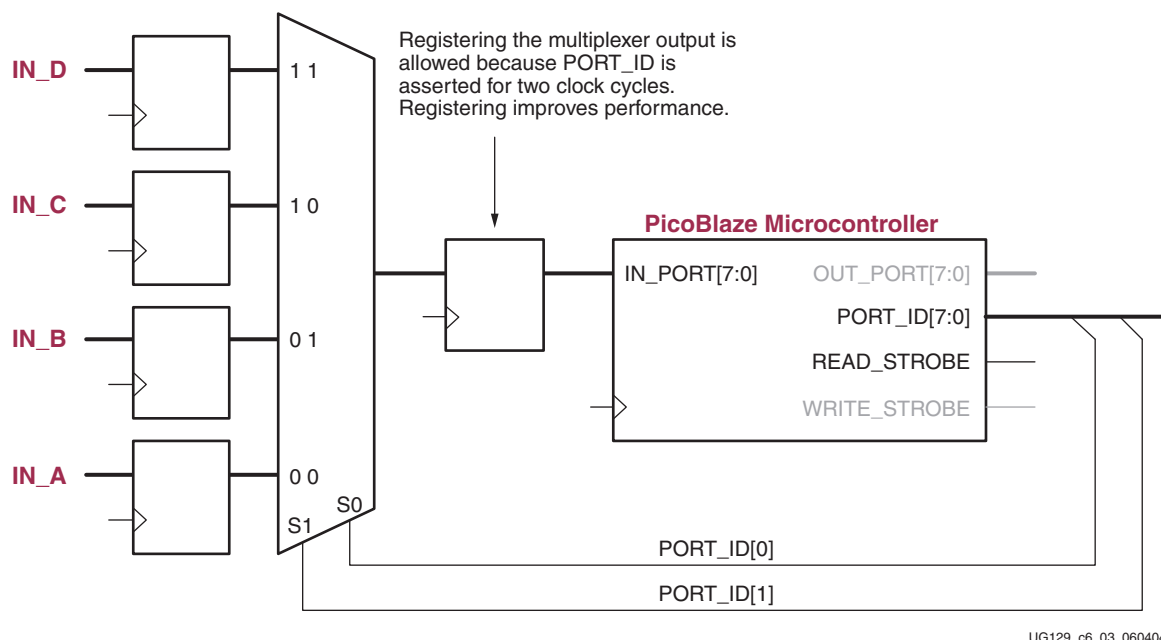 Registering the multiplexer output is
allowed because PORT_ID is
asserted for two clock cycles.
Registering improves performance.
IN_D
1 1
IN_C
1 0
PicoBlaze Microcontroller
IN_PORT[7:0]
OUT_PORT[7:0]
PORT_ID[7:0]
IN_B
0 1
READ_STROBE
WRITE_STROBE
IN_A
0 0
S0
S1
PORT_ID[0]
PORT_ID[1]